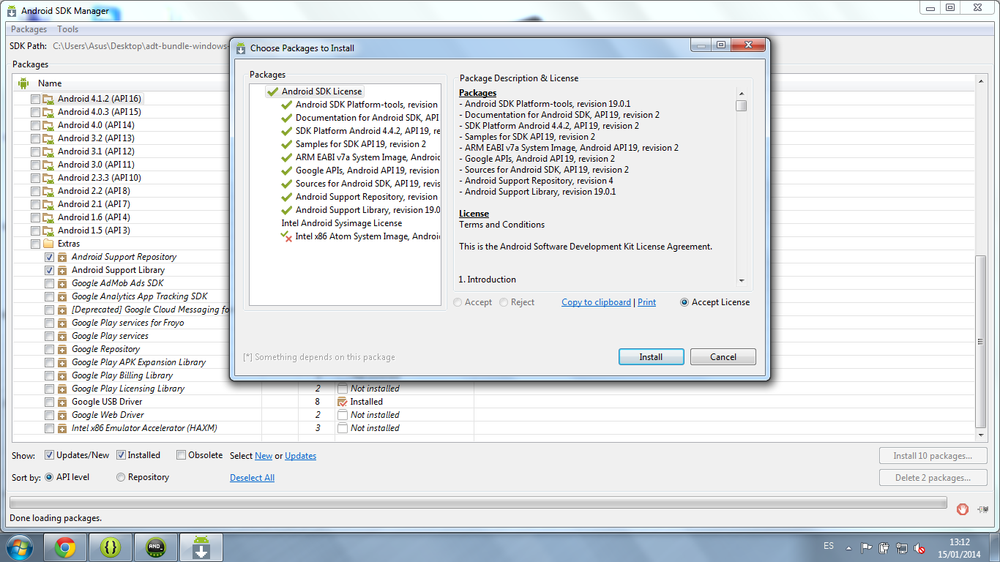 Android SDK Manager
Packages Tools
SDK Path: C:\Users\Asus\Desktop\adt-bundle-windows-
Packages
Name
Android 4.1.2 (API 16)
Android 4.0.3 (API 15)
Android 4.0 (API 14)
Android 3.2 (API 13)
Android 3.1 (API 12)
Android 3.0 (API 11)
Android 2.3.3 (API 10)
Android 2.2 (API 8)
Android 2.1 (API 7)
Android 1.6 (API 4)
Android 1.5 (API 3)
Extras
Android Support Repository
Android Support Library
Google AdMob Ads SDK
Google Analytics App Tracking SDK
[Deprecated] Google Cloud Messaging fo
Google Play services for Froyo
Google Play services
Google Repository
Google Play APK Expansion Library
Google Play Billing Library
Google Play Licensing Library 2 Not installed
Google USB Driver 8 Installed
Google Web Driver 2 Not installed
Intel x86 Emulator Accelerator (HAXM) 3 Not installed
Choose Packages to Install
Packages
Android SDK License
Android SDK Platform-tools, revision
Documentation for Android SDK, API
SDK Platform Android 4.4.2, API 19, re
Samples for SDK API 19, revision 2
ARM EABI v7a System Image, Android
Google APIs, Android API 19, revision
Sources for Android SDK, API 19, revis
Android Support Repository, revision
Android Support Library, revision 19.0
Intel Android Sysimage License
Intel x86 Atom System Image, Android
Package Description & License
Packages
- Android SDK Platform-tools, revision 19.0.1
- Documentation for Android SDK, API 19, revision 2
- SDK Platform Android 4.4.2, API 19, revision 2
- Samples for SDK API 19, revision 2
- ARM EABI v7a System Image, Android API 19, revision 2
- Google APIs, Android API 19, revision 2
- Sources for Android SDK, API 19, revision 2
- Android Support Repository, revision 4
- Android Support Library, revision 19.0.1
License
Terms and Conditions
This is the Android Software Development Kit License Agreement.
1. Introduction
Accept Reject Copy to clipboard | Print Accept License
[*] Something depends on this package
Install Cancel
Show: Updates/New Installed Obsolete Select New or Updates
Install 10 packages...
Sort by: API level Repository Deselect All
Delete 2 packages...
Done loading packages.
AND_
ES
13:12
15/01/2014